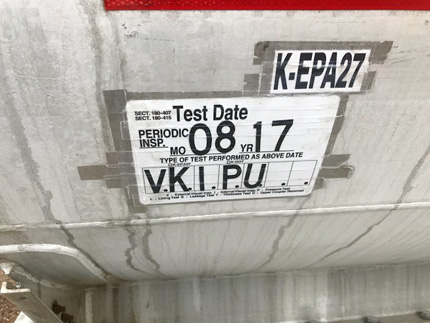 K-EPA27
SECT. 180-407
SECT. 180-415
Test Date
PERIODIC
INSP.
MO 08 YR 17
TYPE OF TEST PERFORMED AS ABOVE DATE
V.K.I.P.U.